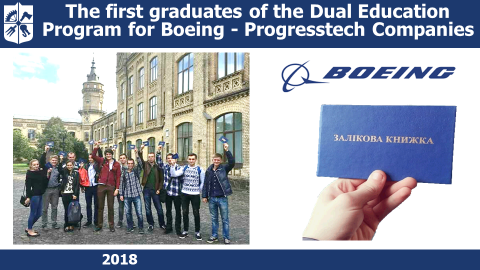 The first graduates of the Dual Education
Program for Boeing - Progresstech Companies
BOEING
ЗАЛІКОВА КНИЖКА
2018